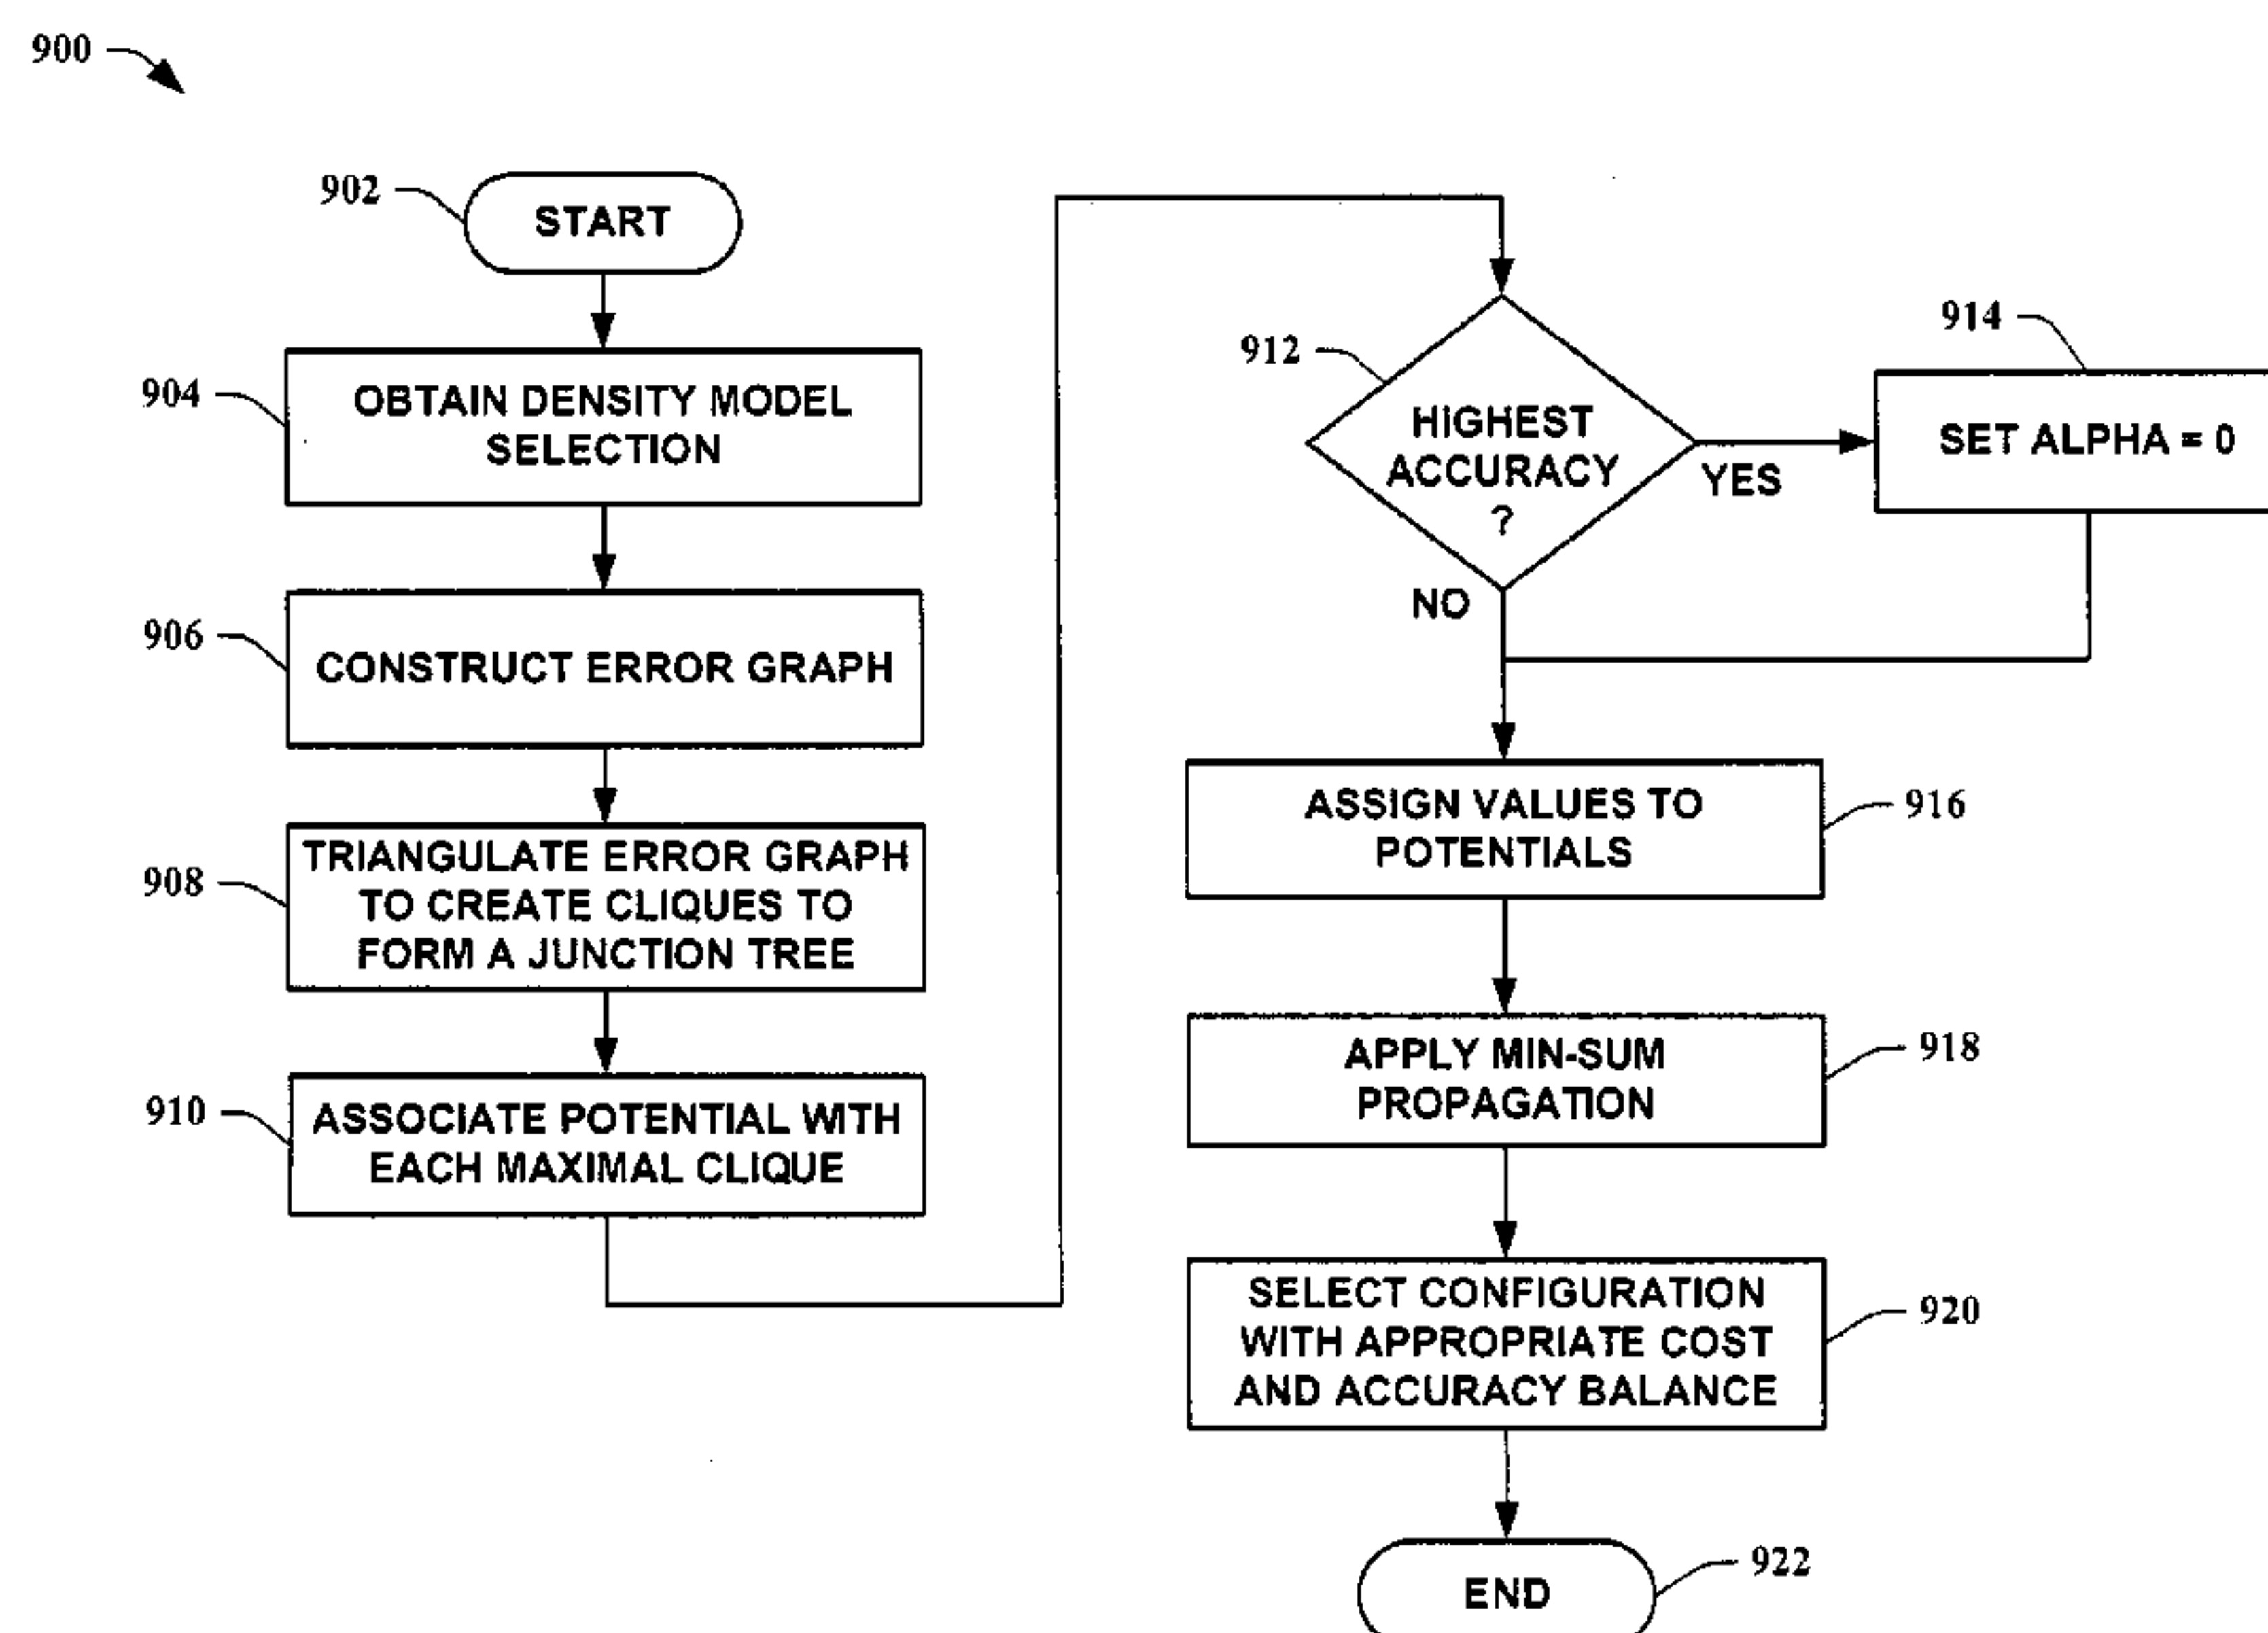 900
902
START
904
OBTAIN DENSITY MODEL
SELECTION
906
CONSTRUCT ERROR GRAPH
908
TRIANGULATE ERROR GRAPH
TO CREATE CLIQUES TO
FORM A JUNCTION TREE
910
ASSOCIATE POTENTIAL WITH
EACH MAXIMAL CLIQUE
912
HIGHEST
ACCURACY
?
YES
NO
914
SET ALPHA = 0
916
ASSIGN VALUES TO
POTENTIALS
918
APPLY MIN-SUM
PROPAGATION
920
SELECT CONFIGURATION
WITH APPROPRIATE COST
AND ACCURACY BALANCE
922
END